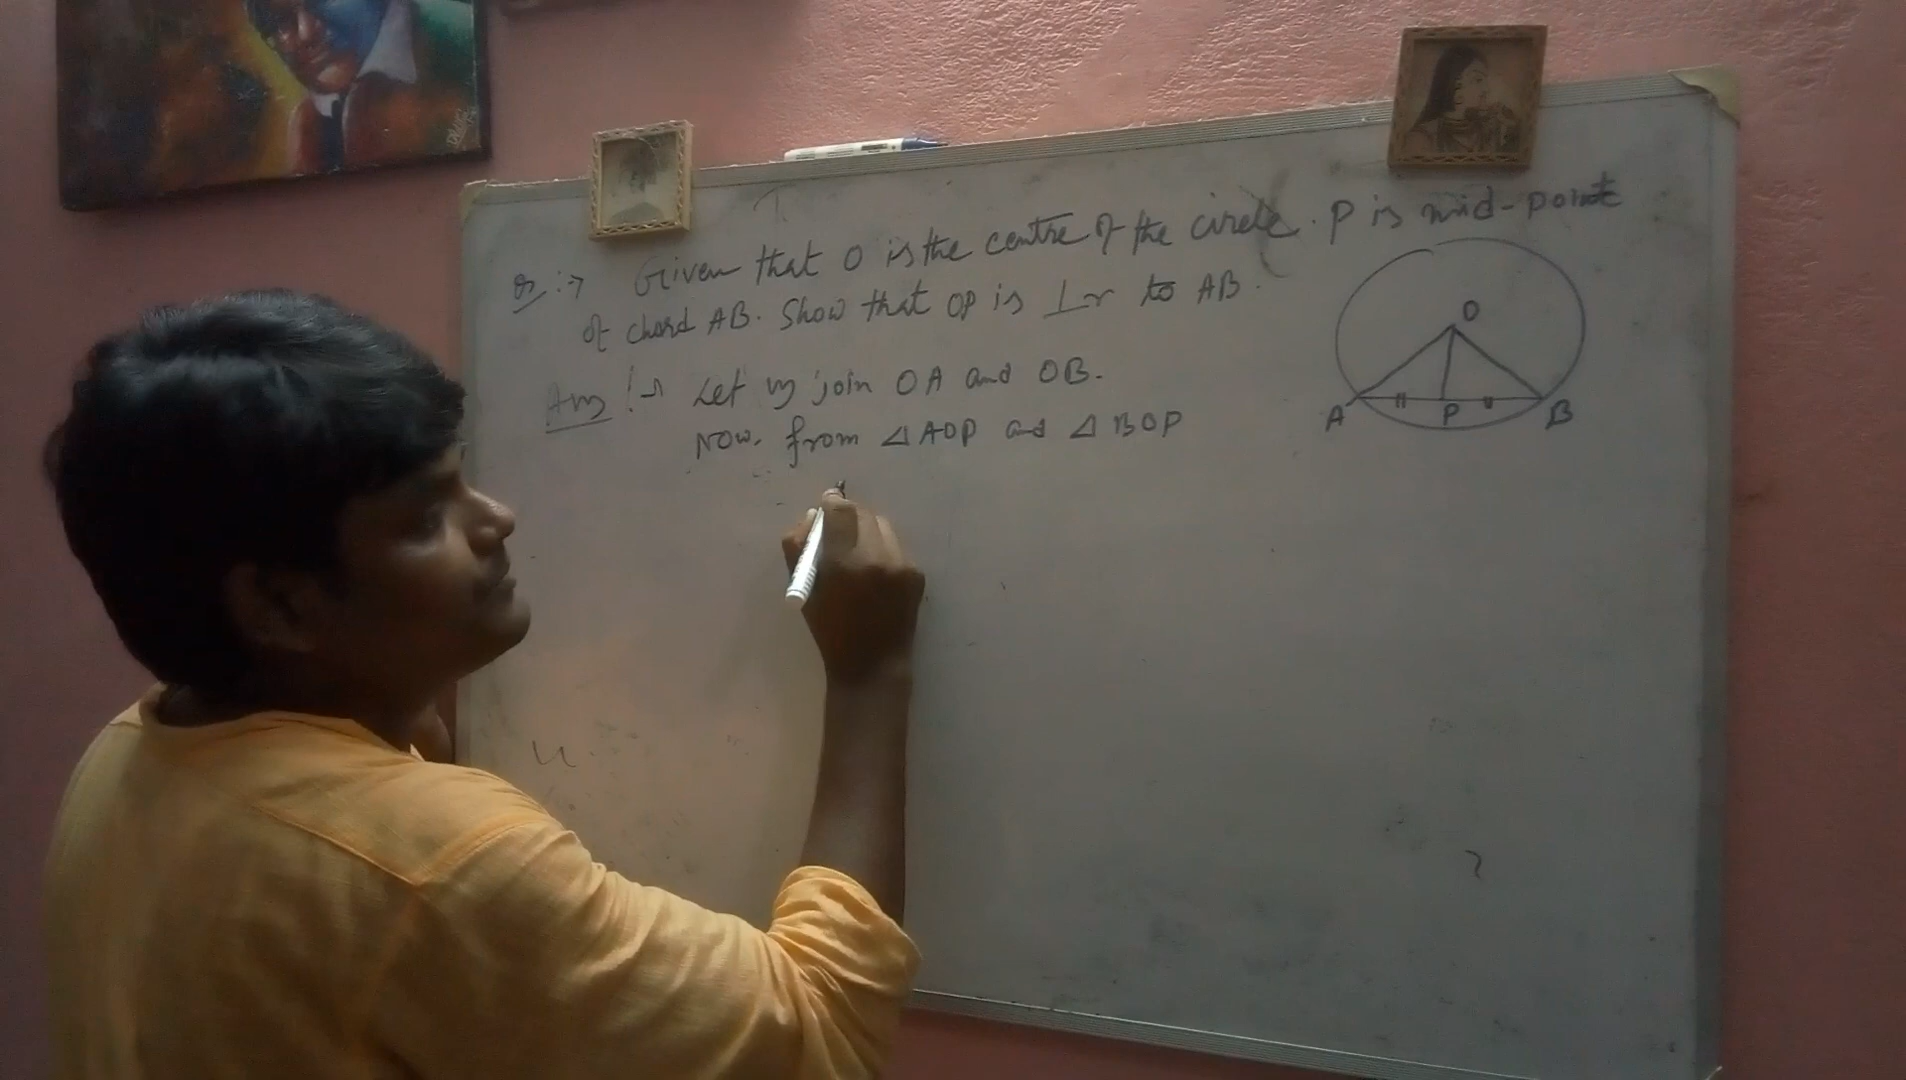 Qs :→ Given that O is the centre of the circle. P is mid-point
of chord AB. Show that OP is ⊥r to AB.
Ans :→ Let us join OA and OB.
Now, from △AOP and △BOP
O
A P B